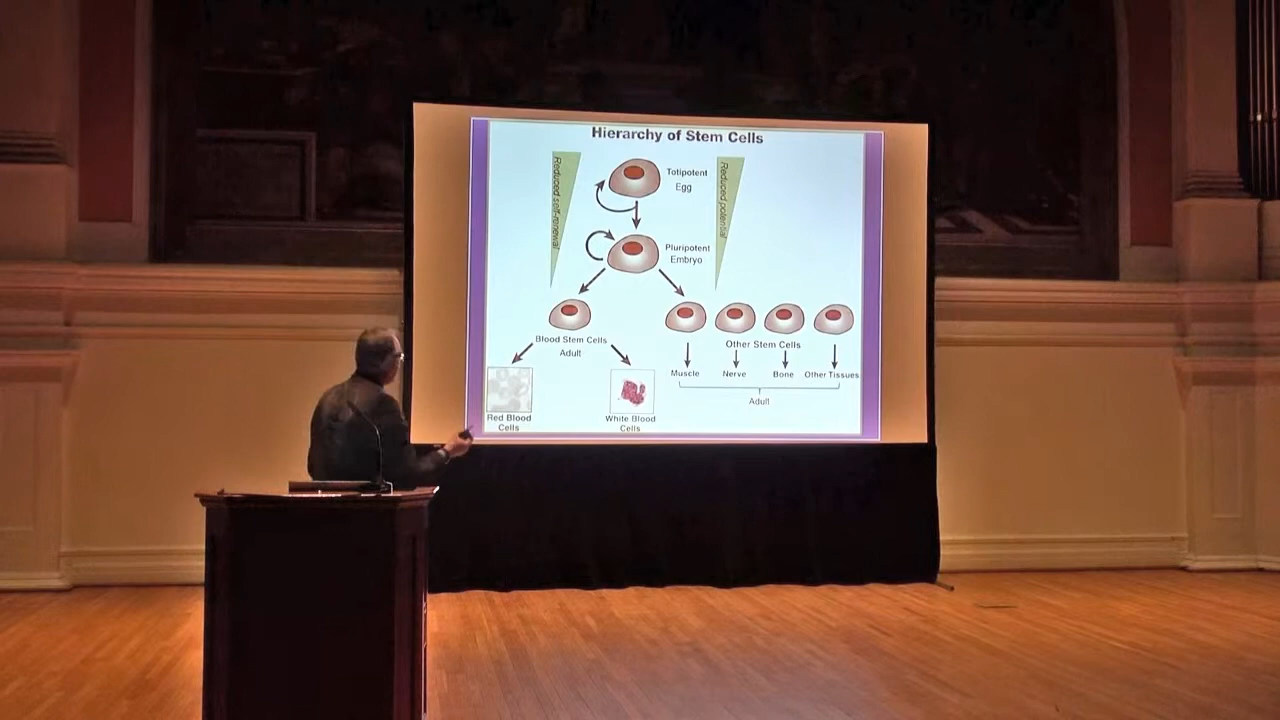 Hierarchy of Stem Cells
Reduced self-renewal
Totipotent
Egg
Reduced potential
Pluripotent
Embryo
Blood Stem Cells
Adult
Other Stem Cells
Muscle
Nerve
Bone
Other Tissues
Adult
Red Blood
Cells
White Blood
Cells